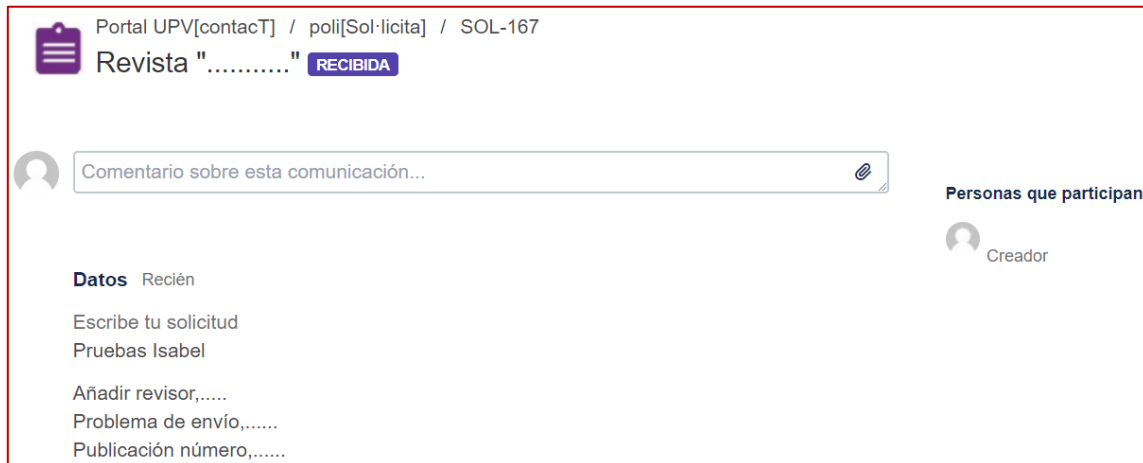 Portal UPV[contacT] / poli[Sol·licita] / SOL-167
Revista "..........." RECIBIDA
Comentario sobre esta comunicación...
Personas que participan
Creador
Datos Recién
Escribe tu solicitud
Pruebas Isabel
Añadir revisor,.....
Problema de envío,......
Publicación número,......